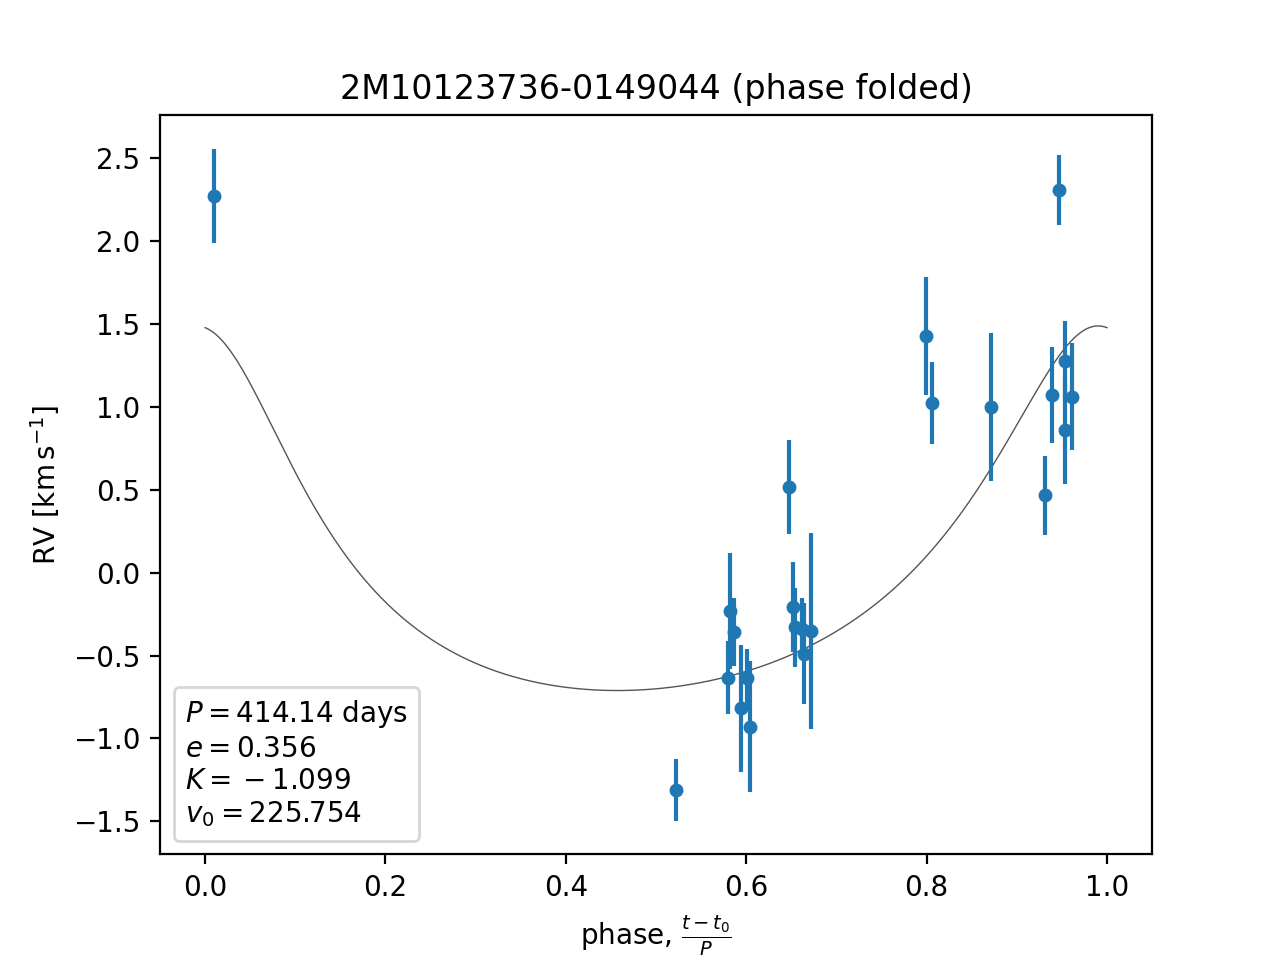 2M10123736-0149044 (phase folded)
RV [km s⁻¹]
2.5
2.0
1.5
1.0
0.5
0.0
−0.5
−1.0
−1.5
P = 414.14 days
e = 0.356
K = −1.099
v₀ = 225.754
0.0 0.2 0.4 0.6 0.8 1.0
phase, (t − t₀)/P